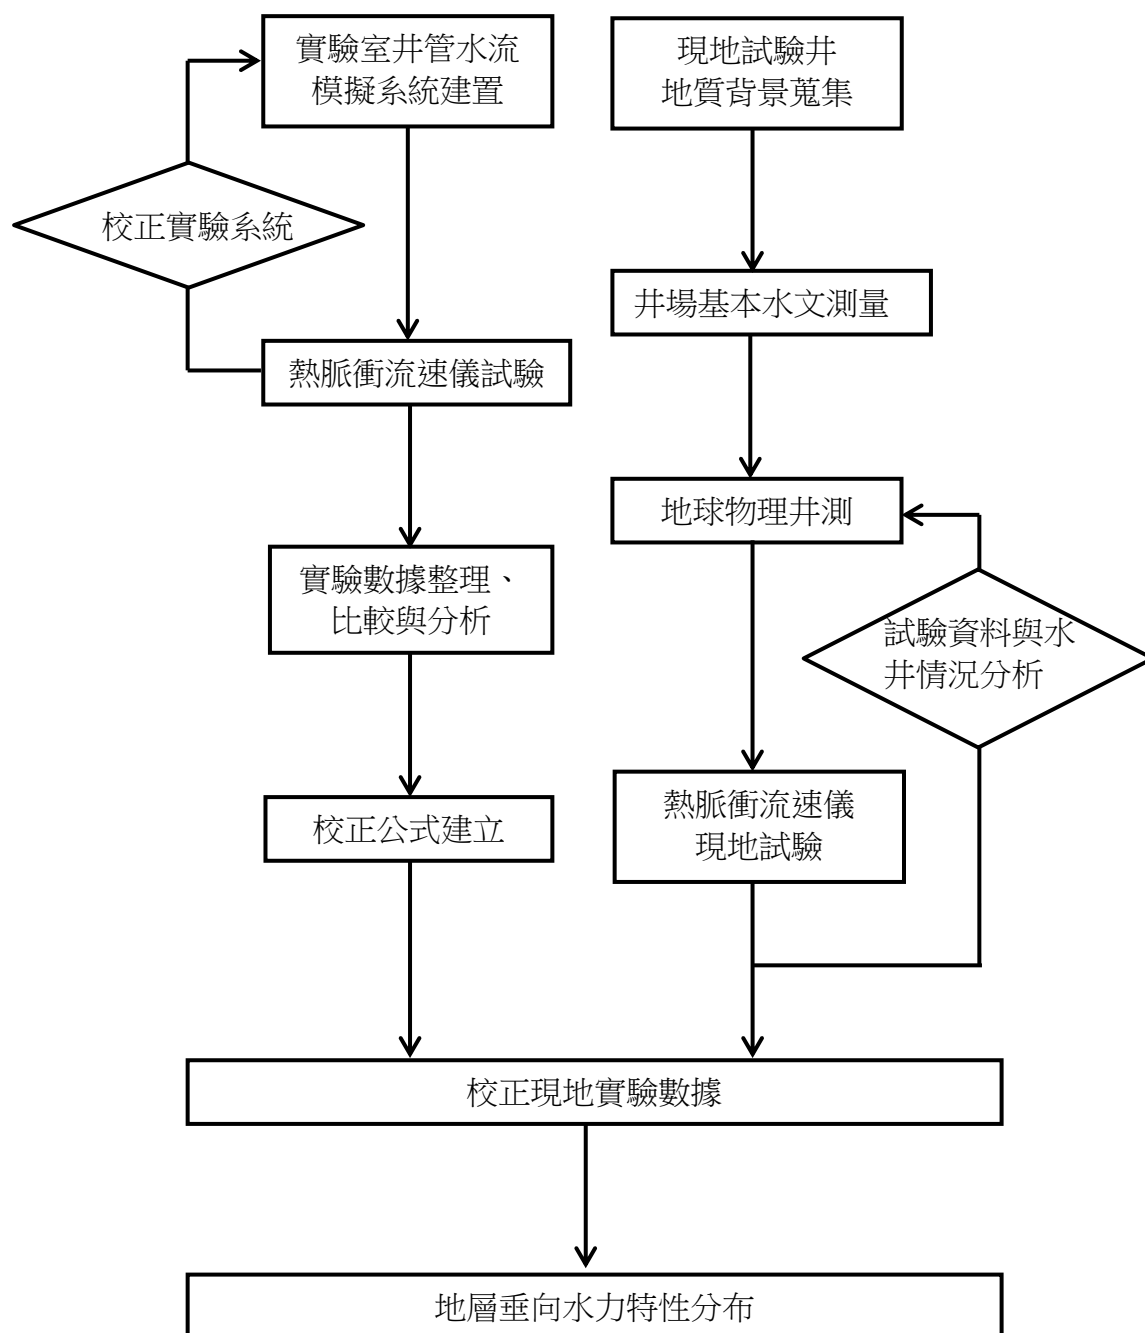 實驗室井管水流
模擬系統建置
現地試驗井
地質背景蒐集
校正實驗系統
井場基本水文測量
熱脈衝流速儀試驗
地球物理井測
實驗數據整理、
比較與分析
試驗資料與水
井情況分析
熱脈衝流速儀
現地試驗
校正公式建立
校正現地實驗數據
地層垂向水力特性分布